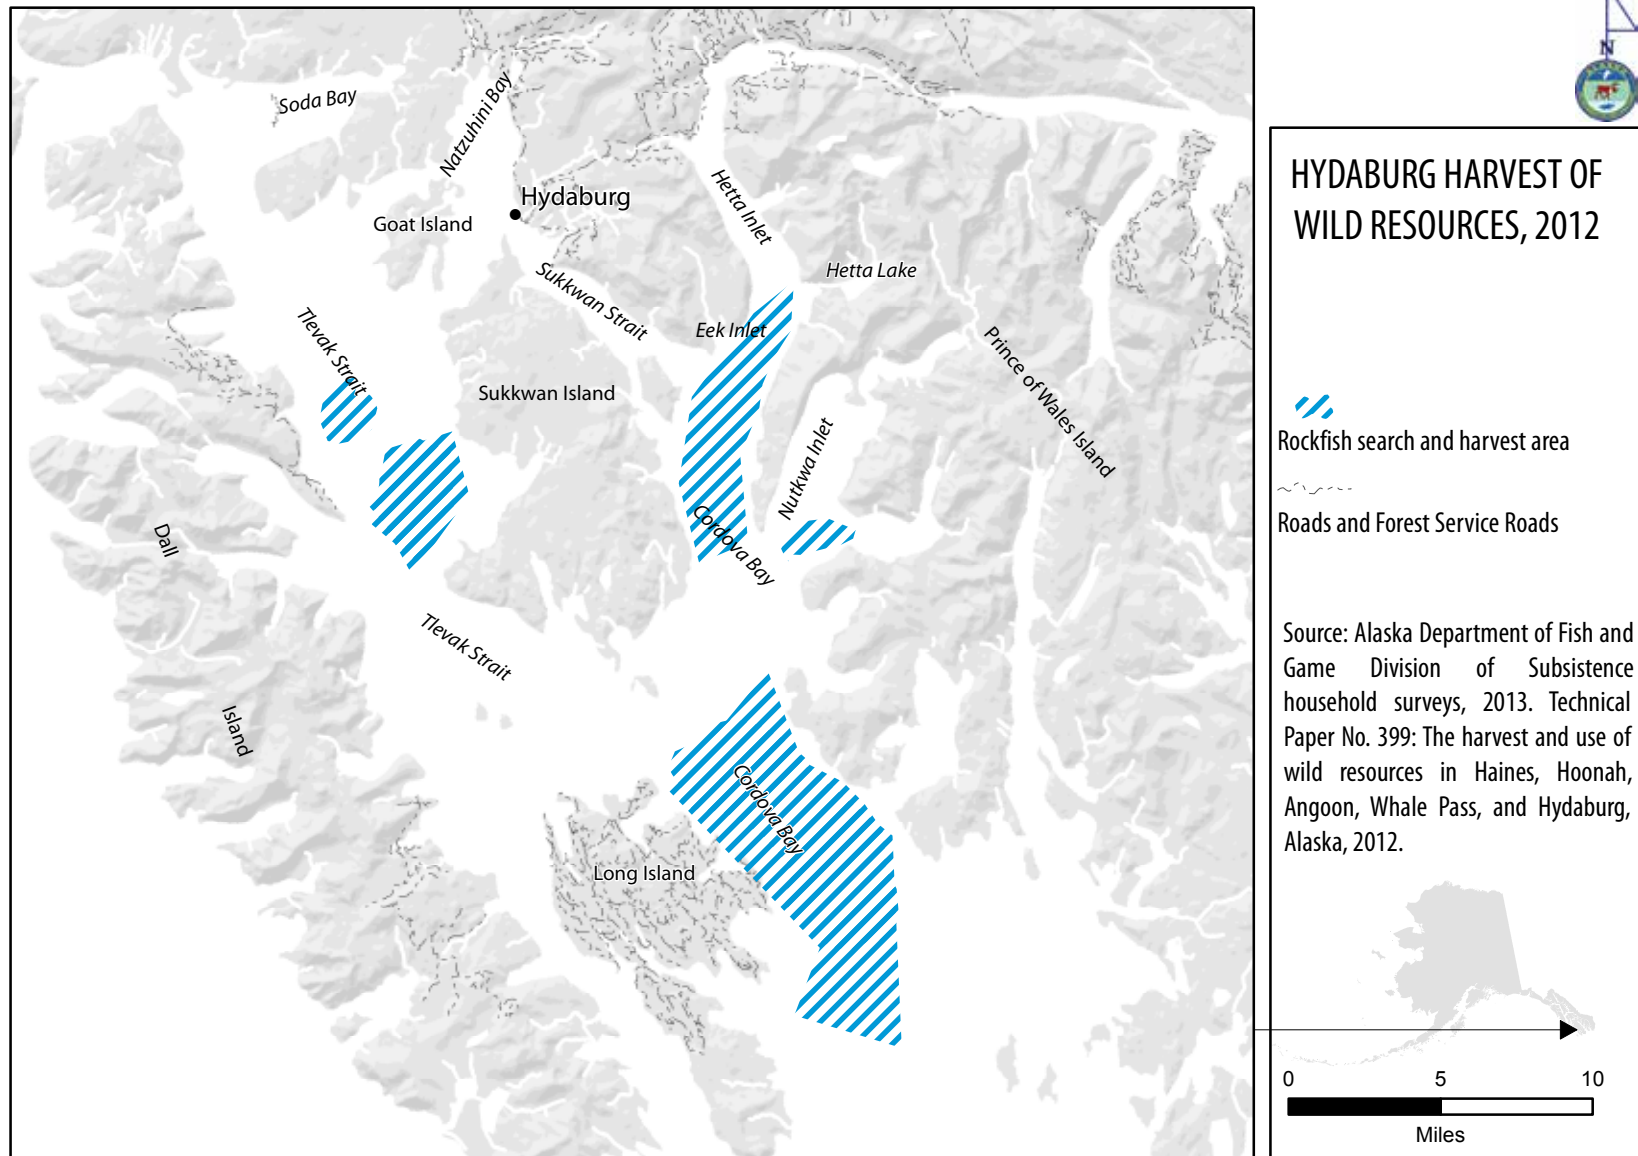 Soda Bay
Natzuhini Bay
Hydaburg
Goat Island
Hetta Inlet
Hetta Lake
Sukkwan Strait
Eek Inlet
Tlevak Strait
Sukkwan Island
Prince of Wales Island
Nutkwa Inlet
Cordova Bay
Dall
Island
Tlevak Strait
Cordova Bay
Long Island
N
HYDABURG HARVEST OF
WILD RESOURCES, 2012
Rockfish search and harvest area
Roads and Forest Service Roads
Source: Alaska Department of Fish and
Game Division of Subsistence
household surveys, 2013. Technical
Paper No. 399: The harvest and use of
wild resources in Haines, Hoonah,
Angoon, Whale Pass, and Hydaburg,
Alaska, 2012.
0 5 10
Miles